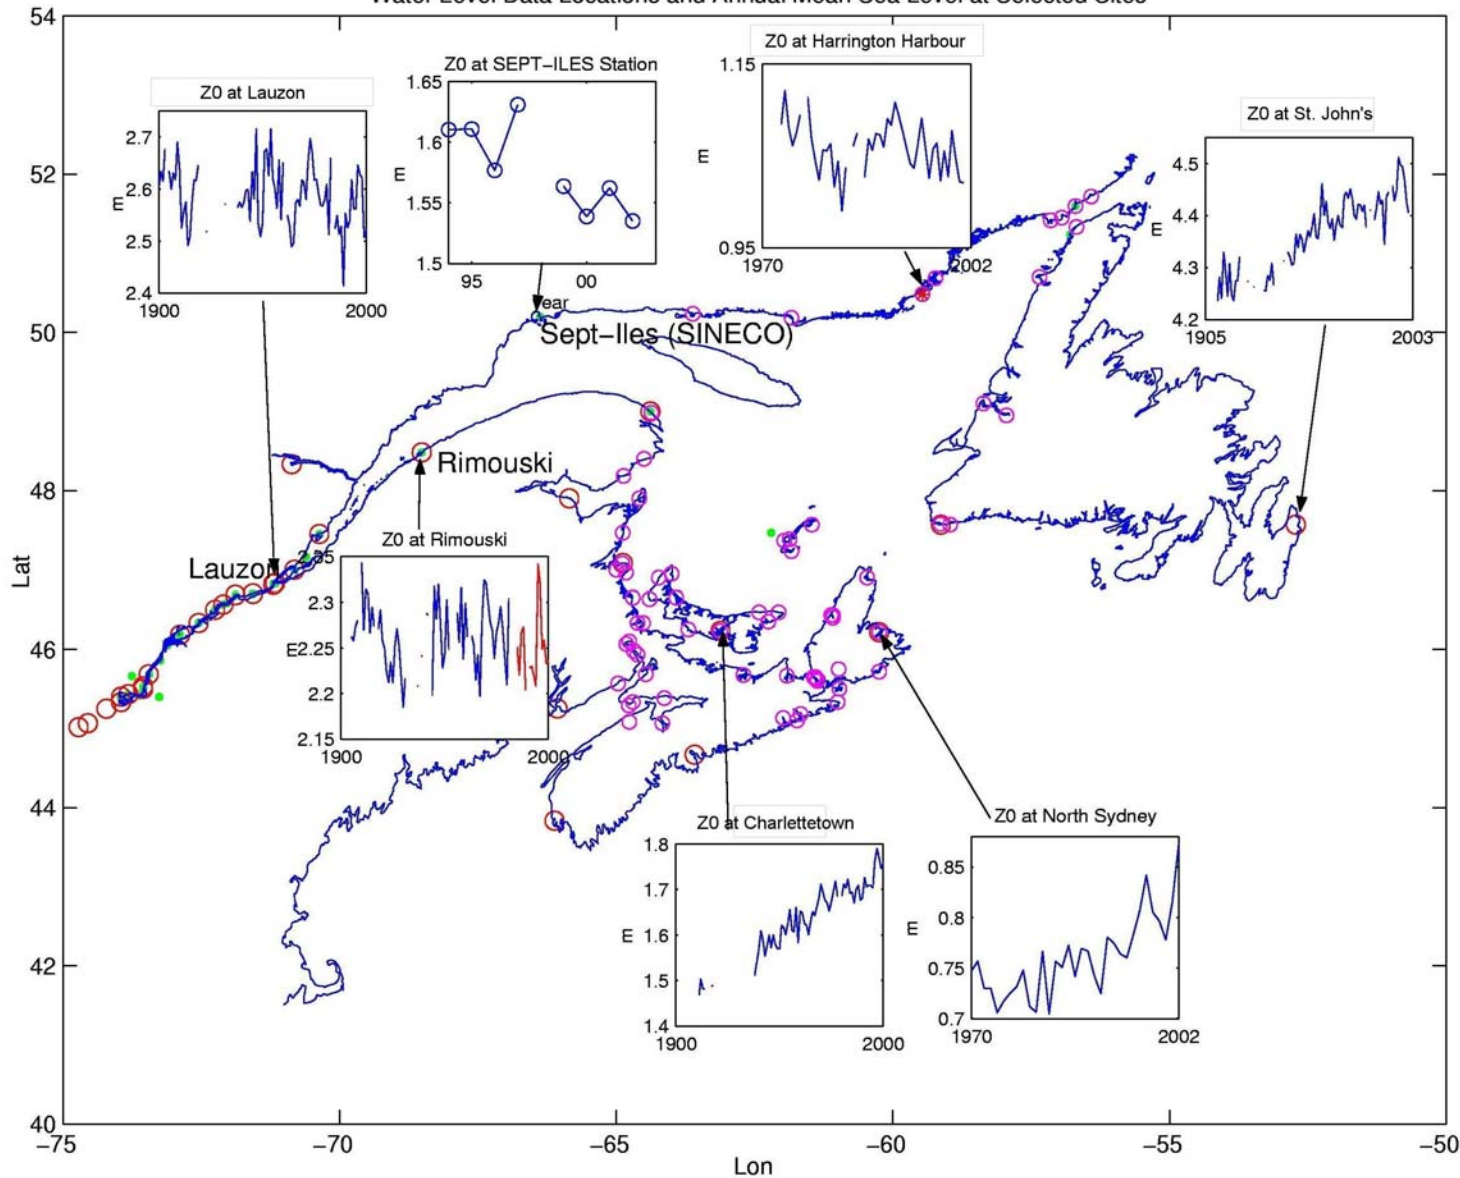 Water Level Data Locations and Annual Mean Sea Level at Selected Sites
54
52
50
48
46
44
42
40
Lat
-75
-70
-65
-60
-55
-50
Lon
Z0 at Lauzon
2.7
2.6
2.5
2.4
m
1900
2000
Z0 at SEPT-ILES Station
1.65
1.6
1.55
1.5
m
95
00
ear
Z0 at Harrington Harbour
1.15
0.95
m
1970
2002
Z0 at St. John's
4.5
4.4
4.3
4.2
m
1905
2003
Sept-Iles (SINECO)
Rimouski
Lauzon
Z0 at Rimouski
2.35
2.3
2.25
2.2
2.15
m
1900
2000
Z0 at Charlettetown
1.8
1.7
1.6
1.5
1.4
m
1900
2000
Z0 at North Sydney
0.85
0.8
0.75
0.7
m
1970
2002